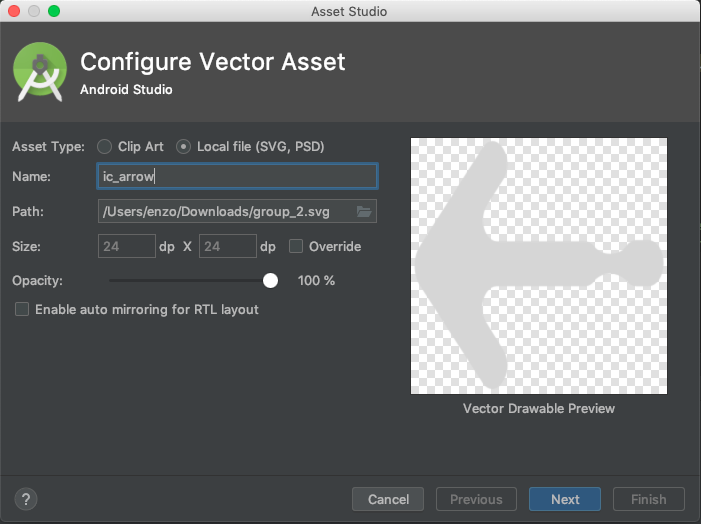 Asset Studio
Configure Vector Asset
Android Studio
Asset Type: Clip Art Local file (SVG, PSD)
Name: ic_arrow
Path: /Users/enzo/Downloads/group_2.svg
Size: 24 dp X 24 dp Override
Opacity: 100 %
Enable auto mirroring for RTL layout
Vector Drawable Preview
? Cancel Previous Next Finish